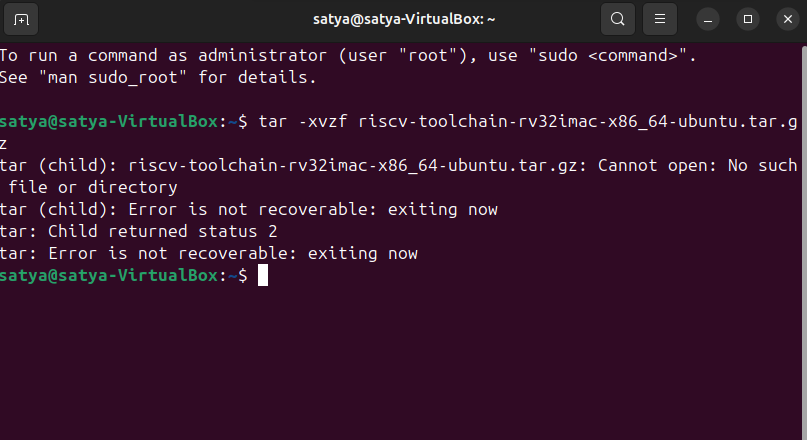 satya@satya-VirtualBox: ~
To run a command as administrator (user "root"), use "sudo <command>".
See "man sudo_root" for details.
satya@satya-VirtualBox:~$ tar -xvzf riscv-toolchain-rv32imac-x86_64-ubuntu.tar.g
z
tar (child): riscv-toolchain-rv32imac-x86_64-ubuntu.tar.gz: Cannot open: No such
 file or directory
tar (child): Error is not recoverable: exiting now
tar: Child returned status 2
tar: Error is not recoverable: exiting now
satya@satya-VirtualBox:~$